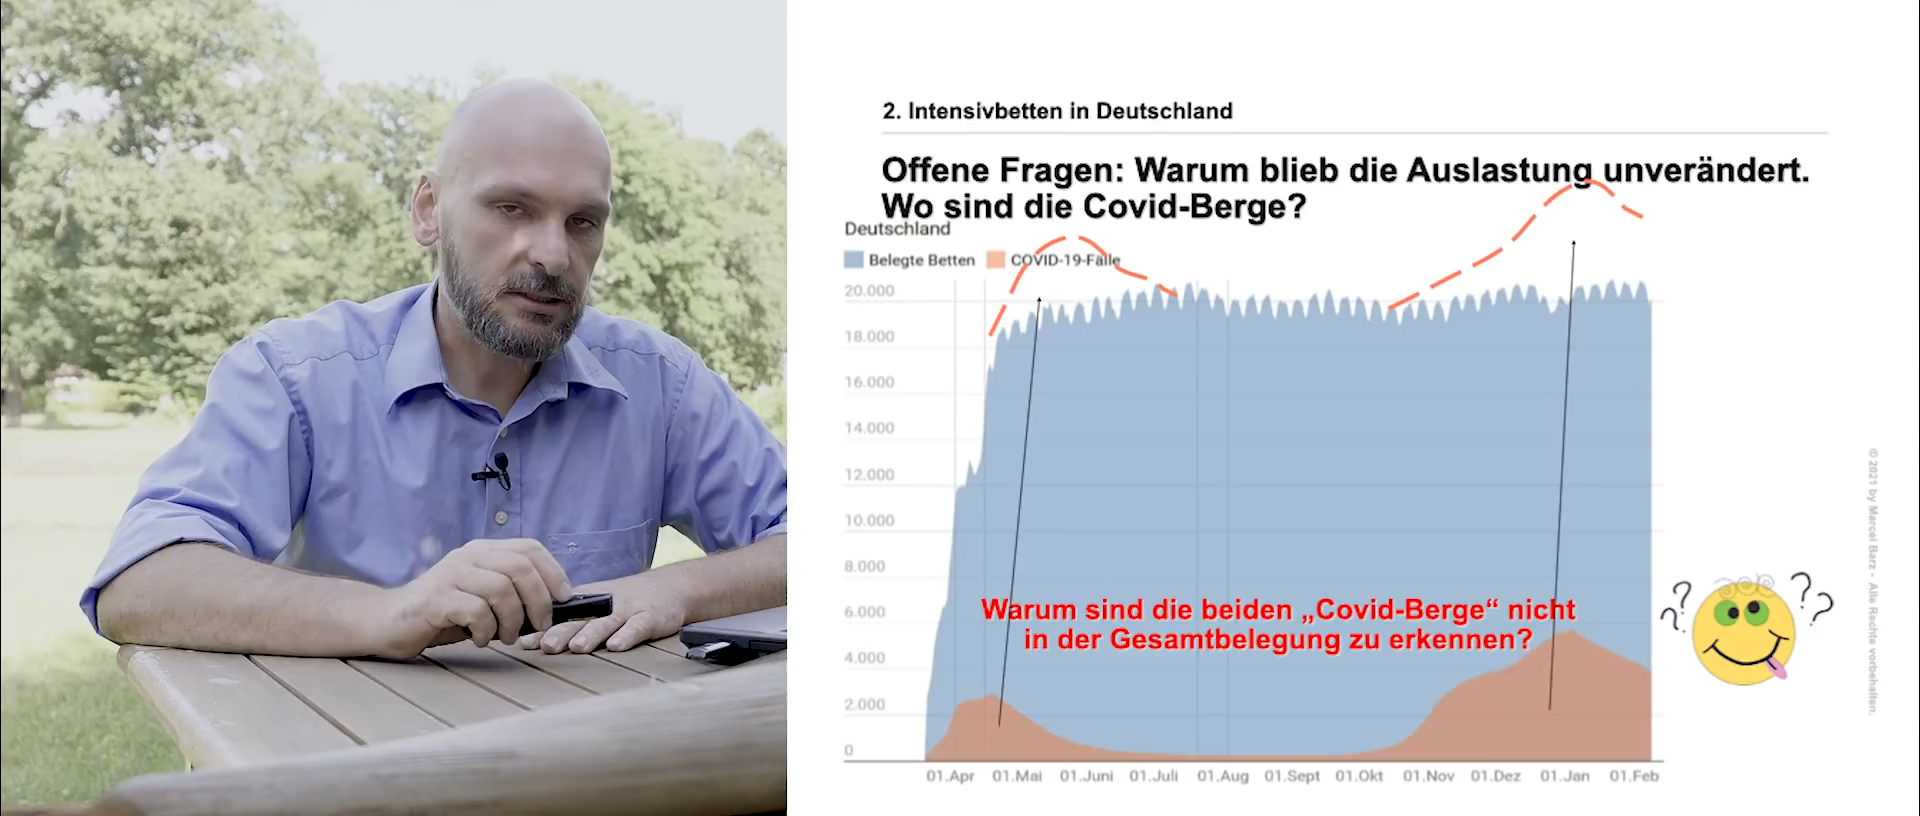 2. Intensivbetten in Deutschland
Offene Fragen: Warum blieb die Auslastung unverändert.
Wo sind die Covid-Berge?
Deutschland
Belegte Betten COVID-19-Fälle
20.000
18.000
16.000
14.000
12.000
10.000
8.000
6.000
4.000
2.000
0
Warum sind die beiden „Covid-Berge“ nicht
in der Gesamtbelegung zu erkennen?
01.Apr 01.Mai 01.Juni 01.Juli 01.Aug 01.Sept 01.Okt 01.Nov 01.Dez 01.Jan 01.Feb
? ? ? ?
© 2021 by Marcel Barz - Alle Rechte vorbehalten.